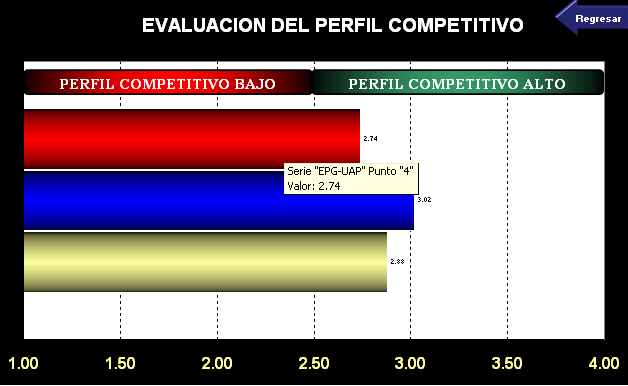 EVALUACION DEL PERFIL COMPETITIVO
Regresar
PERFIL COMPETITIVO BAJO
PERFIL COMPETITIVO ALTO
2.74
Serie "EPG-UAP" Punto "4"
Valor: 2.74
3.02
2.88
1.00 1.50 2.00 2.50 3.00 3.50 4.00